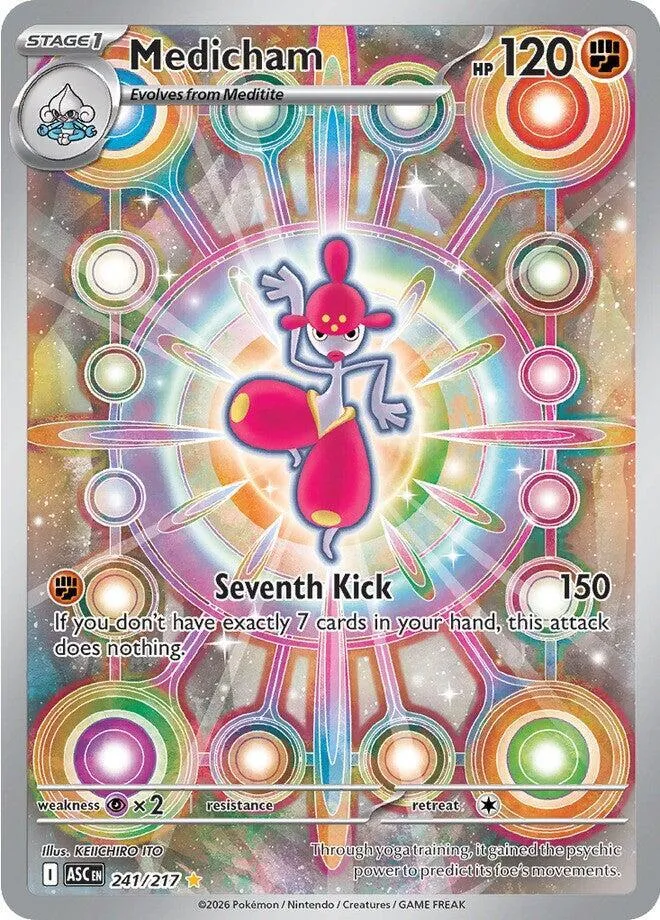 STAGE1
Medicham
HP 120
Evolves from Meditite
Seventh Kick 150
If you don't have exactly 7 cards in your hand, this attack
does nothing.
weakness ×2 resistance retreat
Illus. KEIICHIRO ITO
Through yoga training, it gained the psychic
power to predict its foe's movements.
I ASC EN 241/217
©2026 Pokémon / Nintendo / Creatures / GAME FREAK